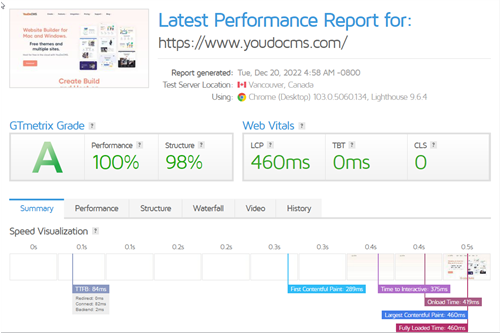 Latest Performance Report for:
https://www.youdocms.com/
Website Builder for
Mac and Windows.
Free themes and
multiple sites.
Create Build
Report generated: Tue, Dec 20, 2022 4:58 AM -0800
Test Server Location: Vancouver, Canada
Using: Chrome (Desktop) 103.0.5060.134, Lighthouse 9.6.4
GTmetrix Grade ?
Web Vitals ?
A
Performance ?
100%
Structure ?
98%
LCP ?
460ms
TBT ?
0ms
CLS ?
0
Summary Performance Structure Waterfall Video History
Speed Visualization ?
0s 0.1s 0.1s 0.2s 0.2s 0.3s 0.3s 0.4s 0.4s 0.5s
TTFB: 84ms
Redirect: 0ms
Connect: 82ms
Backend: 2ms
First Contentful Paint: 289ms
Time to Interactive: 375ms
Onload Time: 419ms
Largest Contentful Paint: 460ms
Fully Loaded Time: 460ms